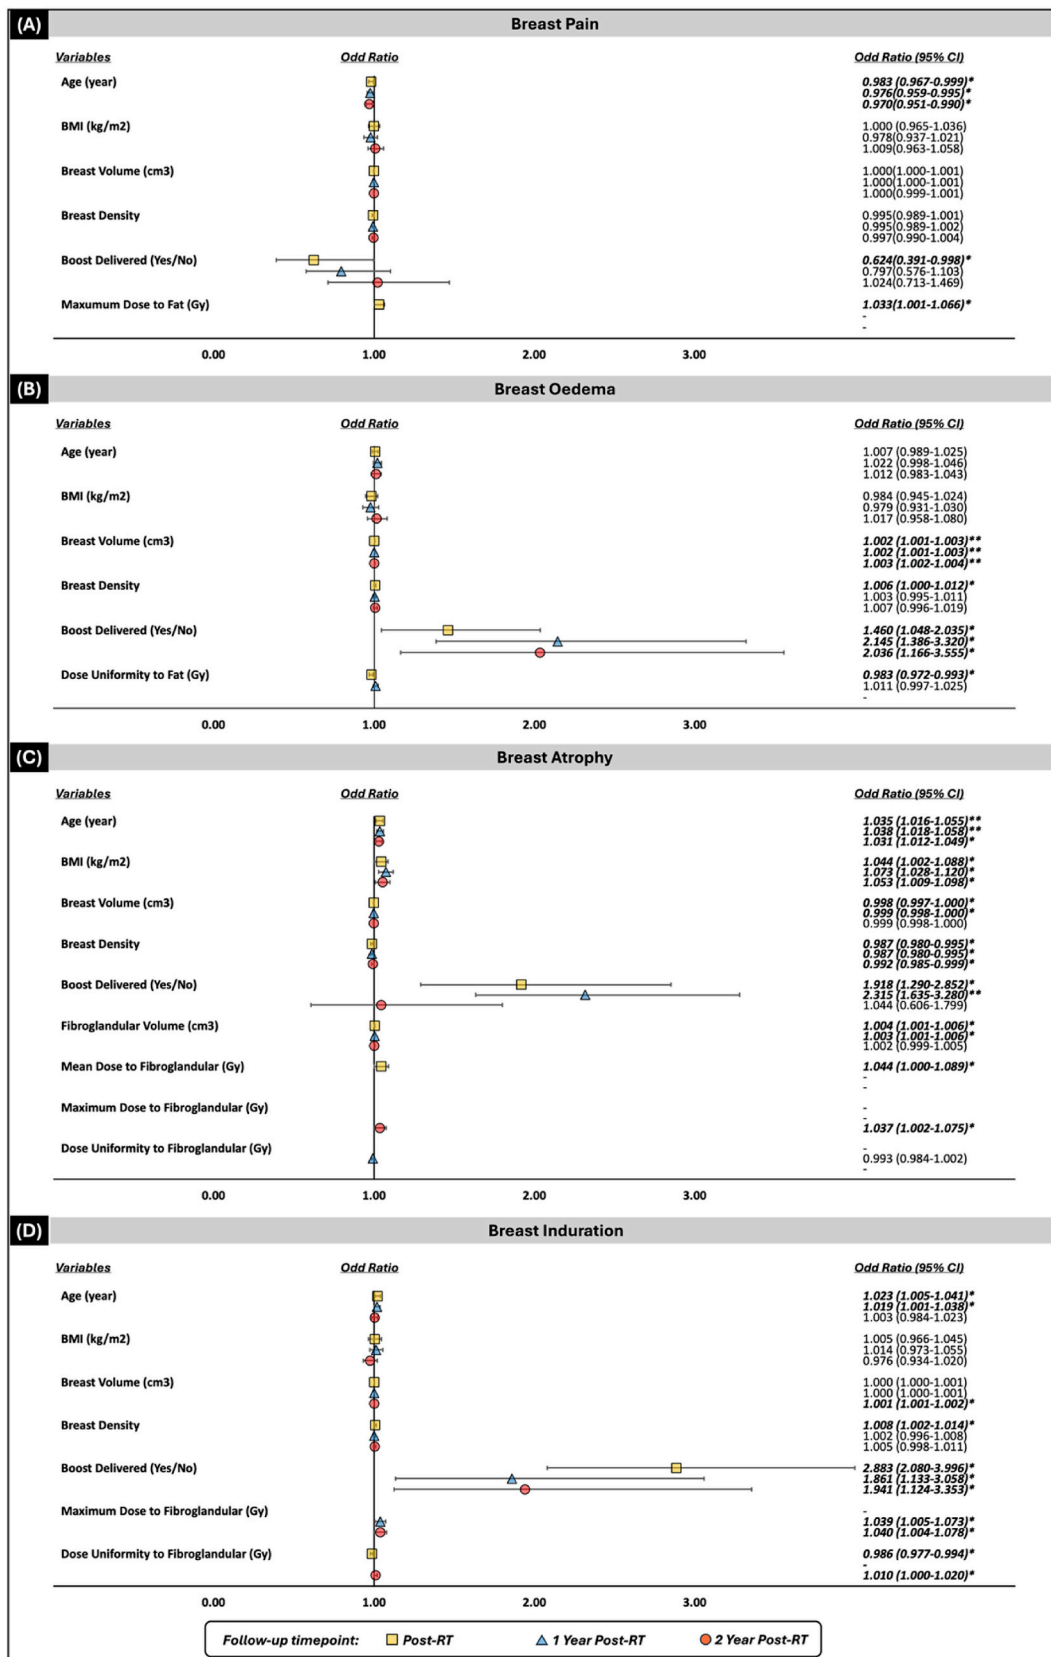 (A) Breast Pain
Variables Odd Ratio Odd Ratio (95% CI)
Age (year) 0.983 (0.967-0.999)*
0.976 (0.959-0.995)*
0.970 (0.951-0.990)*
BMI (kg/m2) 1.000 (0.965-1.036)
0.978 (0.937-1.021)
1.009 (0.963-1.058)
Breast Volume (cm3) 1.000(1.000-1.001)
1.000(1.000-1.001)
1.000(0.999-1.001)
Breast Density 0.995(0.989-1.001)
0.995(0.989-1.002)
0.997(0.990-1.004)
Boost Delivered (Yes/No) 0.624(0.391-0.998)*
0.797(0.576-1.103)
1.024(0.713-1.469)
Maxumum Dose to Fat (Gy) 1.033(1.001-1.066)*
-
-
0.00 1.00 2.00 3.00
(B) Breast Oedema
Variables Odd Ratio Odd Ratio (95% CI)
Age (year) 1.007 (0.989-1.025)
1.022 (0.998-1.046)
1.012 (0.983-1.043)
BMI (kg/m2) 0.984 (0.945-1.024)
0.979 (0.931-1.030)
1.017 (0.958-1.080)
Breast Volume (cm3) 1.002 (1.001-1.003)**
1.002 (1.001-1.003)**
1.003 (1.002-1.004)**
Breast Density 1.006 (1.000-1.012)*
1.003 (0.995-1.011)
1.007 (0.996-1.019)
Boost Delivered (Yes/No) 1.460 (1.048-2.035)*
2.145 (1.386-3.320)*
2.036 (1.166-3.555)*
Dose Uniformity to Fat (Gy) 0.983 (0.972-0.993)*
1.011 (0.997-1.025)
-
0.00 1.00 2.00 3.00
(C) Breast Atrophy
Variables Odd Ratio Odd Ratio (95% CI)
Age (year) 1.035 (1.016-1.055)**
1.038 (1.018-1.058)**
1.031 (1.012-1.049)*
BMI (kg/m2) 1.044 (1.002-1.088)*
1.073 (1.028-1.120)*
1.053 (1.009-1.098)*
Breast Volume (cm3) 0.998 (0.997-1.000)*
0.999 (0.998-1.000)*
0.999 (0.998-1.000)
Breast Density 0.987 (0.980-0.995)*
0.987 (0.980-0.995)*
0.992 (0.985-0.999)*
Boost Delivered (Yes/No) 1.918 (1.290-2.852)*
2.315 (1.635-3.280)**
1.044 (0.606-1.799)
Fibroglandular Volume (cm3) 1.004 (1.001-1.006)*
1.003 (1.001-1.006)*
1.002 (0.999-1.005)
Mean Dose to Fibroglandular (Gy) 1.044 (1.000-1.089)*
-
-
Maximum Dose to Fibroglandular (Gy) -
-
1.037 (1.002-1.075)*
Dose Uniformity to Fibroglandular (Gy) -
0.993 (0.984-1.002)
-
0.00 1.00 2.00 3.00
(D) Breast Induration
Variables Odd Ratio Odd Ratio (95% CI)
Age (year) 1.023 (1.005-1.041)*
1.019 (1.001-1.038)*
1.003 (0.984-1.023)
BMI (kg/m2) 1.005 (0.966-1.045)
1.014 (0.973-1.055)
0.976 (0.934-1.020)
Breast Volume (cm3) 1.000 (1.000-1.001)
1.000 (1.000-1.001)
1.001 (1.001-1.002)*
Breast Density 1.008 (1.002-1.014)*
1.002 (0.996-1.008)
1.005 (0.998-1.011)
Boost Delivered (Yes/No) 2.883 (2.080-3.996)*
1.861 (1.133-3.058)*
1.941 (1.124-3.353)*
Maximum Dose to Fibroglandular (Gy) -
1.039 (1.005-1.073)*
1.040 (1.004-1.078)*
Dose Uniformity to Fibroglandular (Gy) 0.986 (0.977-0.994)*
-
1.010 (1.000-1.020)*
0.00 1.00 2.00 3.00
Follow-up timepoint: Post-RT 1 Year Post-RT 2 Year Post-RT